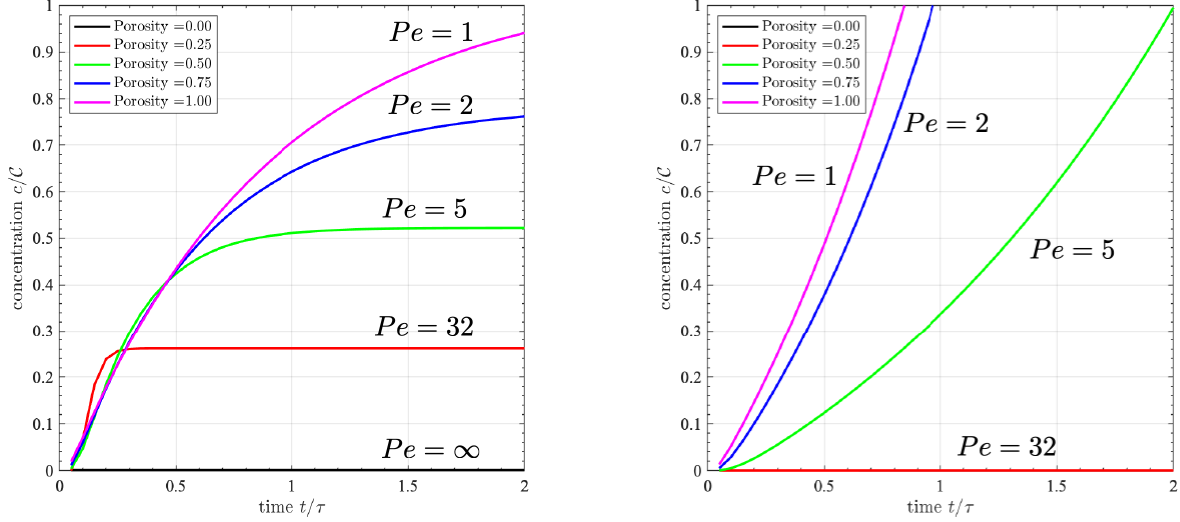 Porosity =0.00
Porosity =0.25
Porosity =0.50
Porosity =0.75
Porosity =1.00
Pe = 1
Pe = 2
Pe = 5
Pe = 32
Pe = ∞
1
0.9
0.8
0.7
0.6
0.5
0.4
0.3
0.2
0.1
0
concentration c/C
0
0.5
1
1.5
2
time t/τ
Porosity =0.00
Porosity =0.25
Porosity =0.50
Porosity =0.75
Porosity =1.00
Pe = 2
Pe = 1
Pe = 5
Pe = 32
1
0.9
0.8
0.7
0.6
0.5
0.4
0.3
0.2
0.1
0
concentration c/C
0
0.5
1
1.5
2
time t/τ